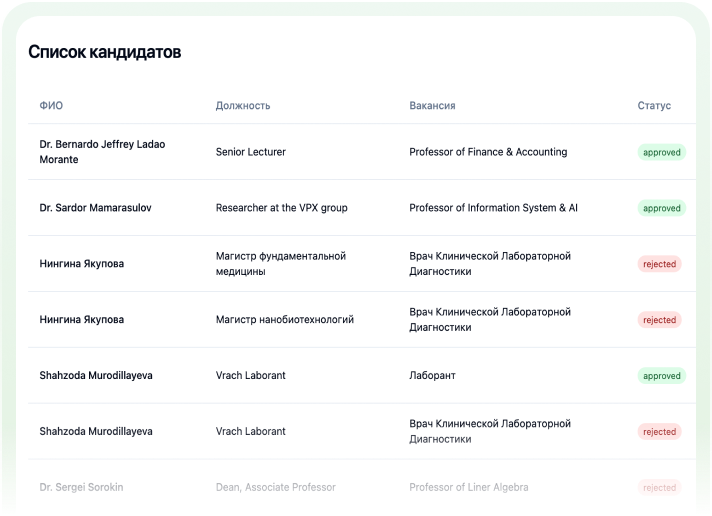 Список кандидатов
ФИО Должность Вакансия Статус
Dr. Bernardo Jeffrey Ladao
Morante
Senior Lecturer
Professor of Finance & Accounting
approved
Dr. Sardor Mamarasulov
Researcher at the VPX group
Professor of Information System & AI
approved
Нингина Якупова
Магистр фундаментальной
медицины
Врач Клинической Лабораторной
Диагностики
rejected
Нингина Якупова
Магистр нанобиотехнологий
Врач Клинической Лабораторной
Диагностики
rejected
Shahzoda Murodillayeva
Vrach Laborant
Лаборант
approved
Shahzoda Murodillayeva
Vrach Laborant
Врач Клинической Лабораторной
Диагностики
rejected
Dr. Sergei Sorokin
Dean, Associate Professor
Professor of Liner Algebra
rejected